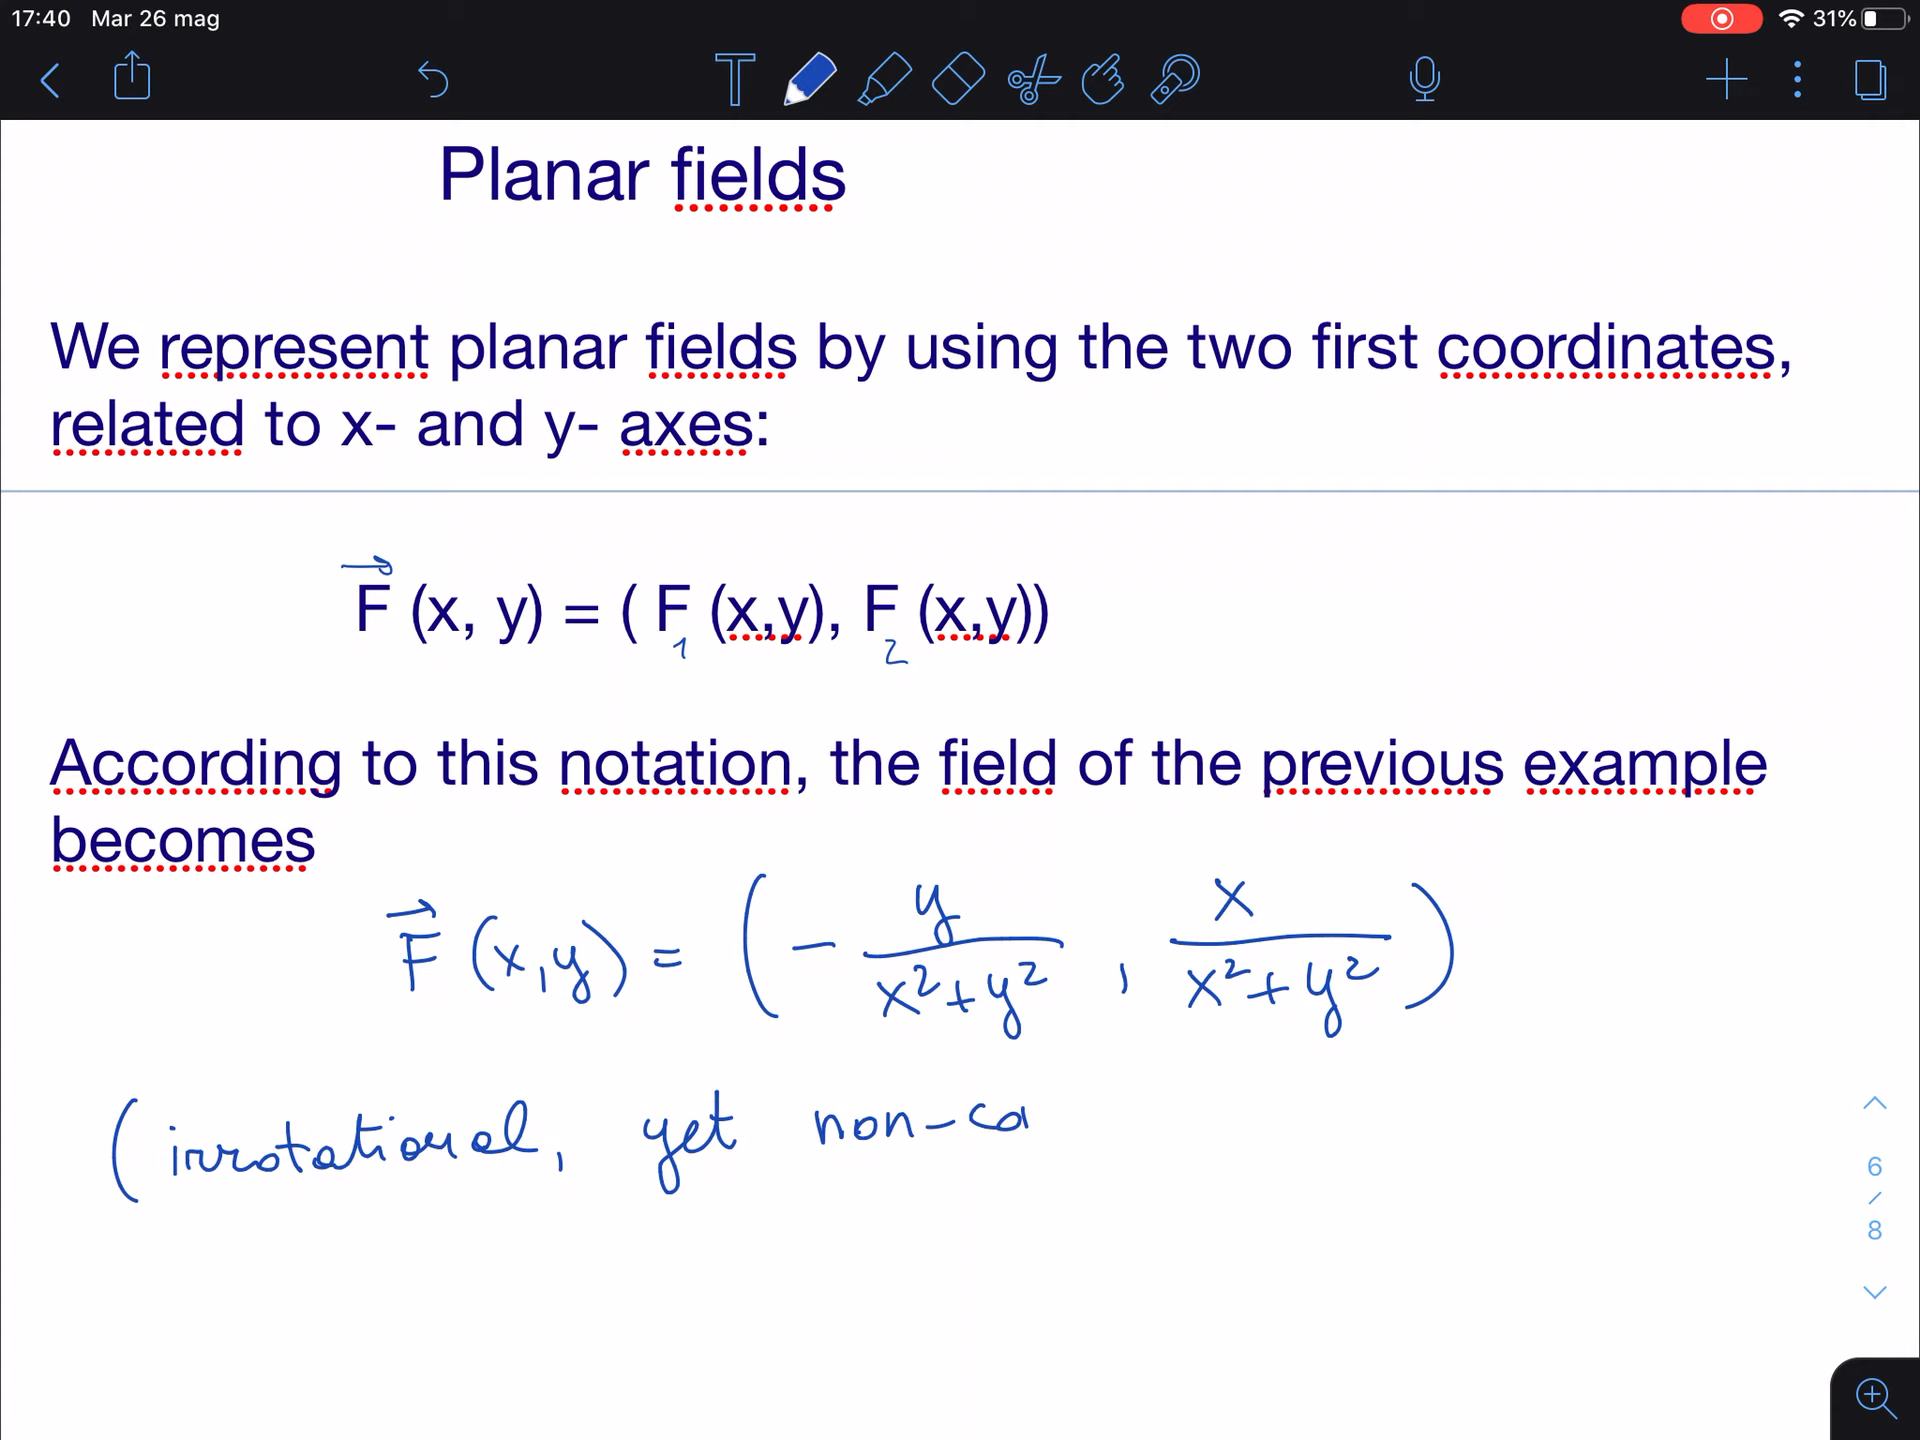 17:40 Mar 26 mag 31%
T
Planar fields
We represent planar fields by using the two first coordinates,
related to x- and y- axes:
F (x, y) = ( F₁ (x,y), F₂ (x,y))
According to this notation, the field of the previous example
becomes
F (x,y) = ( - y / x²+y² , x / x²+y² )
(irrotational, yet non-co
6
/
8